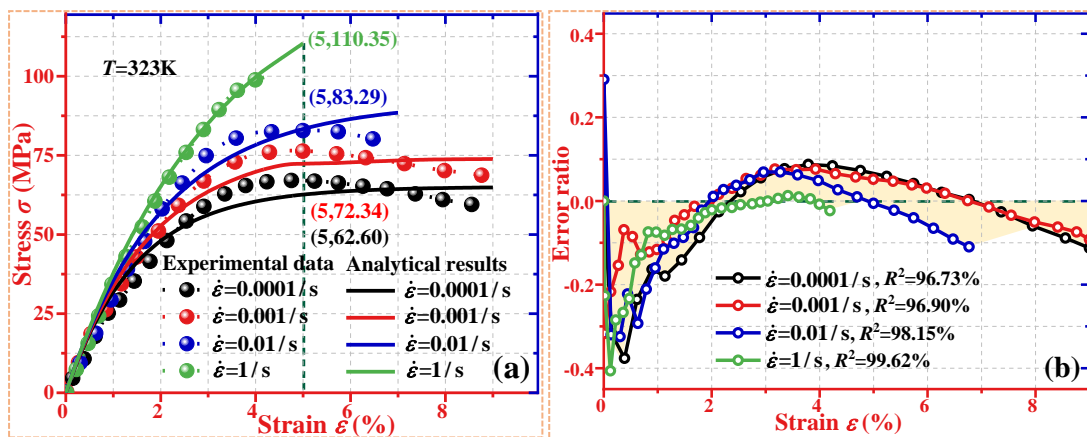 100
75
50
25
0
Stress σ (MPa)
T=323K
(5,110.35)
(5,83.29)
(5,72.34)
(5,62.60)
Experimental data
ε̇=0.0001/s
ε̇=0.001/s
ε̇=0.01/s
ε̇=1/s
Analytical results
ε̇=0.0001/s
ε̇=0.001/s
ε̇=0.01/s
ε̇=1/s
(a)
0 2 4 6 8
Strain ε (%)
0.4
0.2
0.0
-0.2
-0.4
Error ratio
ε̇=0.0001/s , R²=96.73%
ε̇=0.001/s , R²=96.90%
ε̇=0.01/s, R²=98.15%
ε̇=1/s, R²=99.62%
(b)
0 2 4 6 8
Strain ε (%)